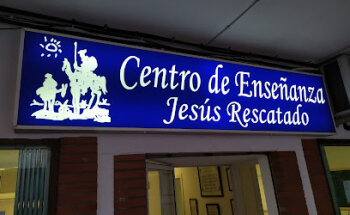 Centro de Enseñanza
Jesús Rescatado